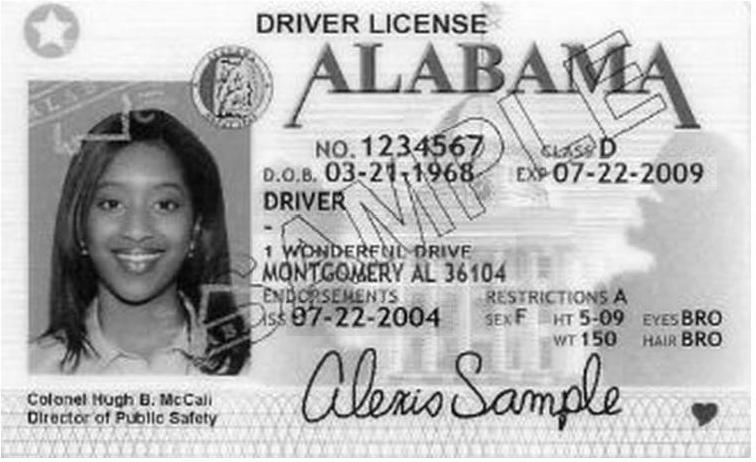 DRIVER LICENSE
ALABAMA
NO. 1234567 CLASS D
D.O.B. 03-21-1968 EXP 07-22-2009
DRIVER
-
1 WONDERFUL DRIVE
MONTGOMERY AL 36104
ENDORSEMENTS RESTRICTIONS A
ISS 07-22-2004 SEX F HT 5-09 EYES BRO
WT 150 HAIR BRO
Alexis Sample
Colonel Hugh B. McCall
Director of Public Safety
SAMPLE